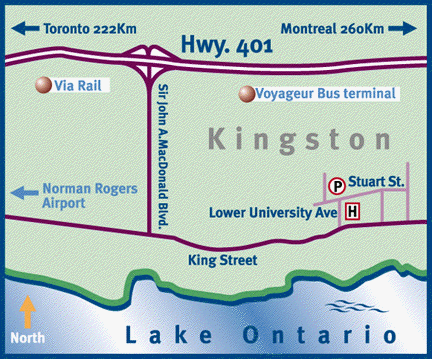 Toronto 222Km
Montreal 260Km
Hwy. 401
Via Rail
Sir John A.MacDonald Blvd.
Voyageur Bus terminal
Kingston
P
Stuart St.
Norman Rogers
Airport
Lower University Ave
H
King Street
North
Lake Ontario